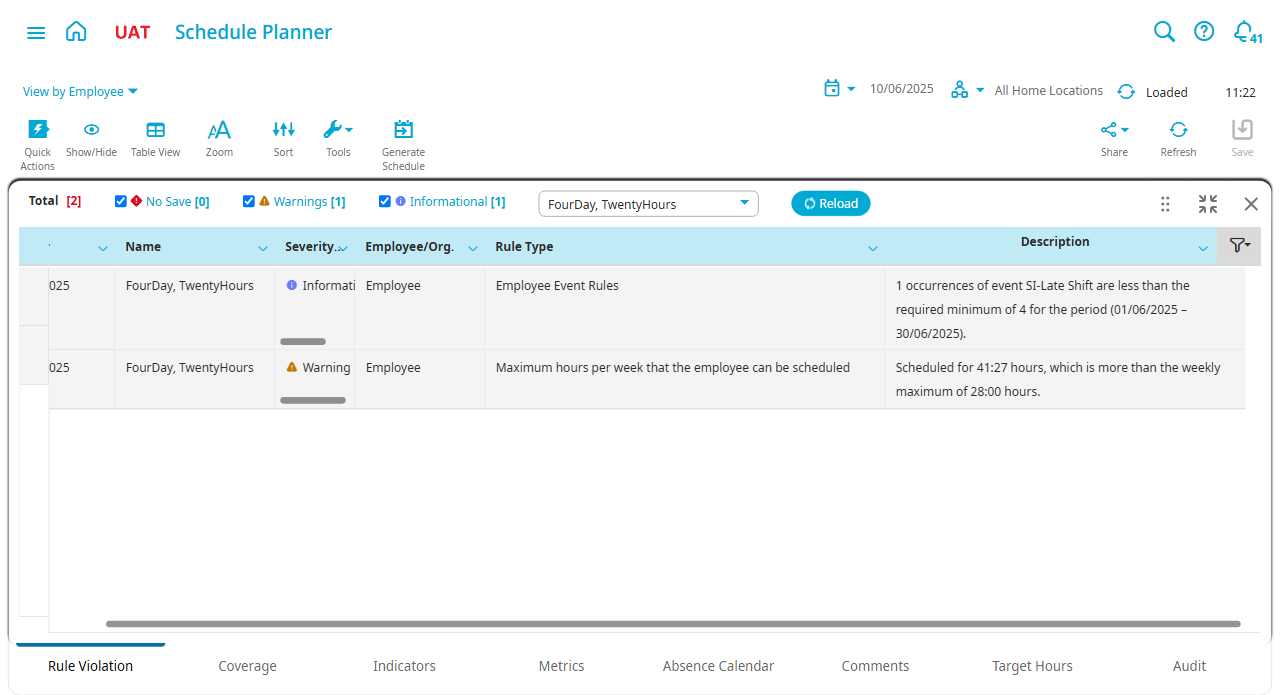 UAT Schedule Planner 41
View by Employee 10/06/2025 All Home Locations Loaded 11:22
Quick Actions Show/Hide Table View Zoom Sort Tools Generate Schedule Share Refresh Save
Total [2] No Save [0] Warnings [1] Informational [1] FourDay, TwentyHours Reload
Name Severity... Employee/Org. Rule Type Description
025 FourDay, TwentyHours Informati Employee Employee Event Rules 1 occurrences of event SI-Late Shift are less than the
required minimum of 4 for the period (01/06/2025 –
30/06/2025).
025 FourDay, TwentyHours Warning Employee Maximum hours per week that the employee can be scheduled Scheduled for 41:27 hours, which is more than the weekly
maximum of 28:00 hours.
Rule Violation Coverage Indicators Metrics Absence Calendar Comments Target Hours Audit